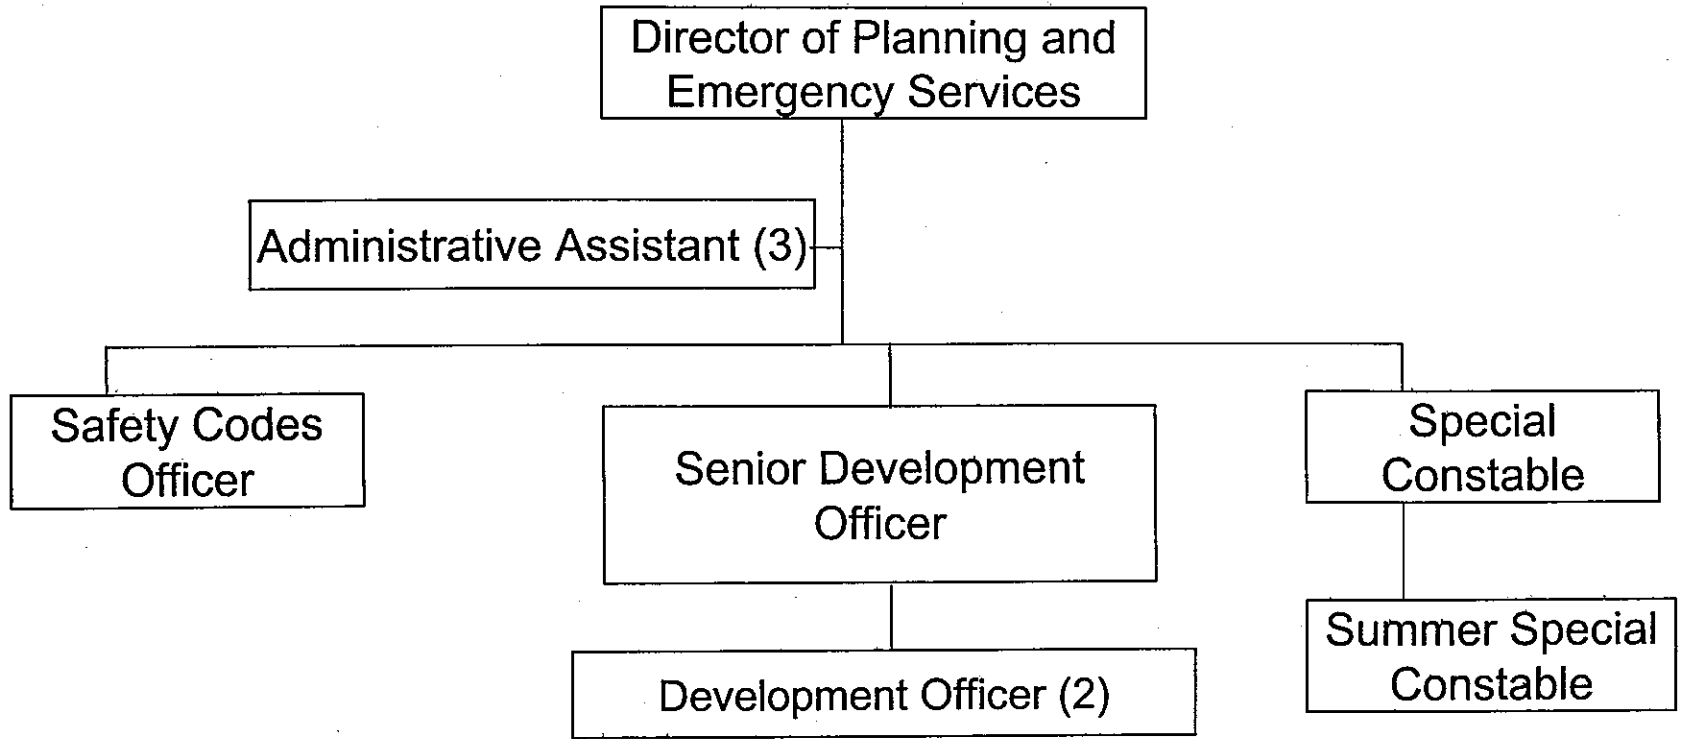 Director of Planning and
Emergency Services
Administrative Assistant (3)
Safety Codes
Officer
Senior Development
Officer
Special
Constable
Development Officer (2)
Summer Special
Constable